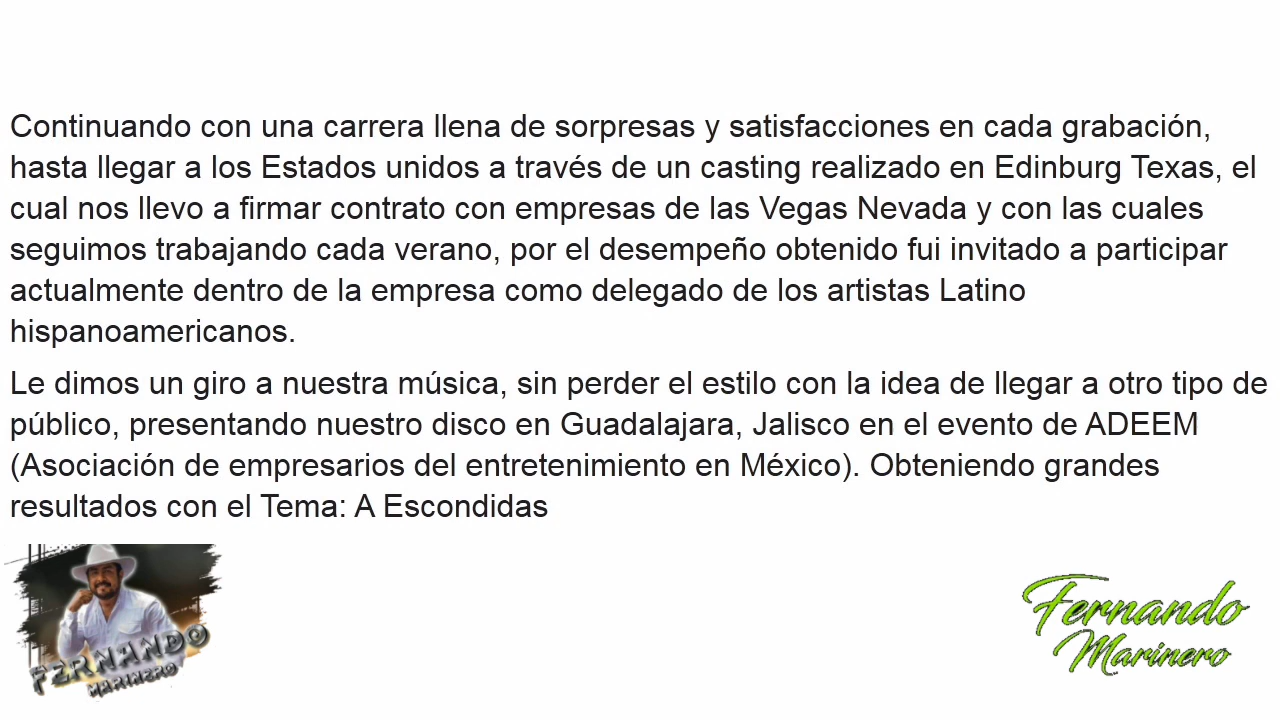 Continuando con una carrera llena de sorpresas y satisfacciones en cada grabación,
hasta llegar a los Estados unidos a través de un casting realizado en Edinburg Texas, el
cual nos llevo a firmar contrato con empresas de las Vegas Nevada y con las cuales
seguimos trabajando cada verano, por el desempeño obtenido fui invitado a participar
actualmente dentro de la empresa como delegado de los artistas Latino
hispanoamericanos.
Le dimos un giro a nuestra música, sin perder el estilo con la idea de llegar a otro tipo de
público, presentando nuestro disco en Guadalajara, Jalisco en el evento de ADEEM
(Asociación de empresarios del entretenimiento en México). Obteniendo grandes
resultados con el Tema: A Escondidas
FERNANDO
MARINERO
Fernando
Marinero